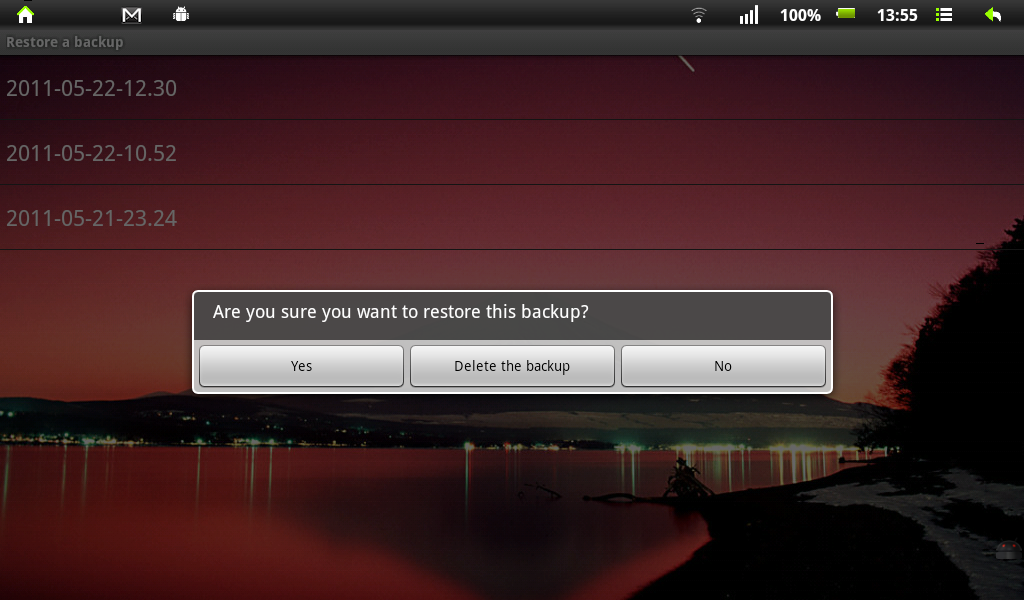 100% 13:55
Restore a backup
2011-05-22-12.30
2011-05-22-10.52
2011-05-21-23.24
Are you sure you want to restore this backup?
Yes Delete the backup No